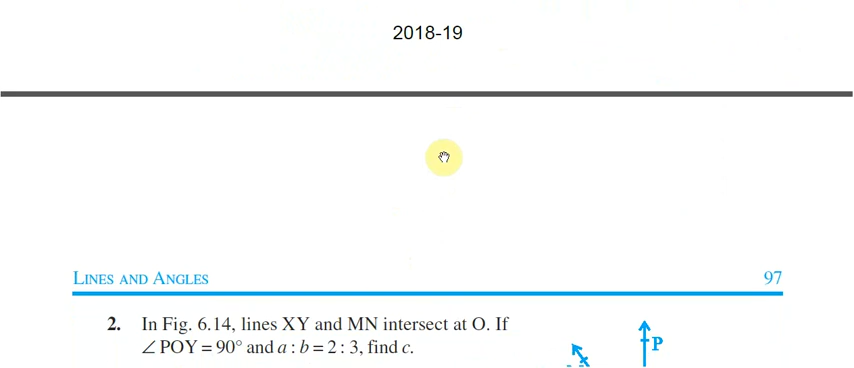 2018-19
LINES AND ANGLES 97
2. In Fig. 6.14, lines XY and MN intersect at O. If
∠ POY = 90° and a : b = 2 : 3, find c.
P